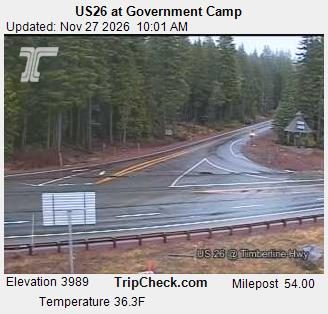 US26 at Government Camp
Updated: Nov 27 2026 10:01 AM
US 26 @ Timberline Hwy
Elevation 3989 TripCheck.com Milepost 54.00
Temperature 36.3F